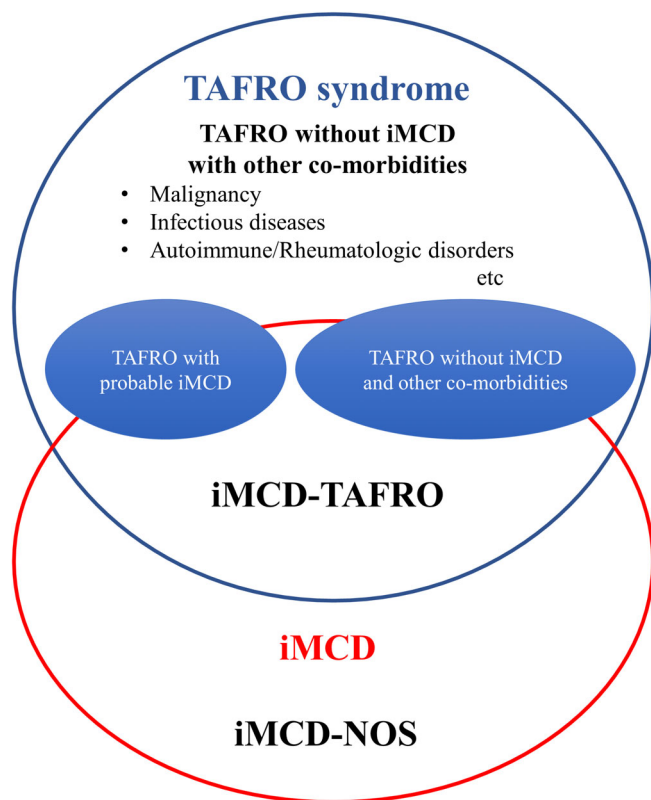 TAFRO syndrome
TAFRO without iMCD
with other co-morbidities
• Malignancy
• Infectious diseases
• Autoimmune/Rheumatologic disorders
etc
TAFRO with
probable iMCD
TAFRO without iMCD
and other co-morbidities
iMCD-TAFRO
iMCD
iMCD-NOS